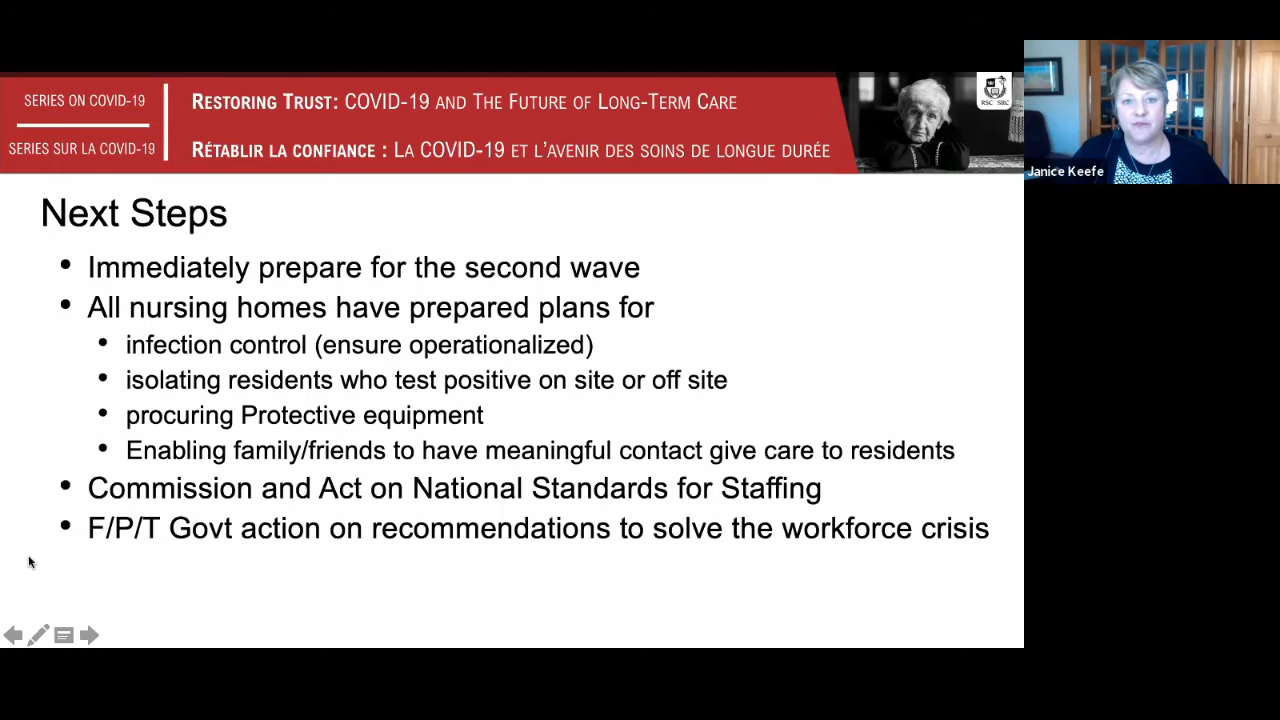 SERIES ON COVID-19
SERIES SUR LA COVID-19
RESTORING TRUST: COVID-19 AND THE FUTURE OF LONG-TERM CARE
RÉTABLIR LA CONFIANCE : LA COVID-19 ET L'AVENIR DES SOINS DE LONGUE DURÉE
RSC SRC
Janice Keefe
Next Steps
• Immediately prepare for the second wave
• All nursing homes have prepared plans for
• infection control (ensure operationalized)
• isolating residents who test positive on site or off site
• procuring Protective equipment
• Enabling family/friends to have meaningful contact give care to residents
• Commission and Act on National Standards for Staffing
• F/P/T Govt action on recommendations to solve the workforce crisis